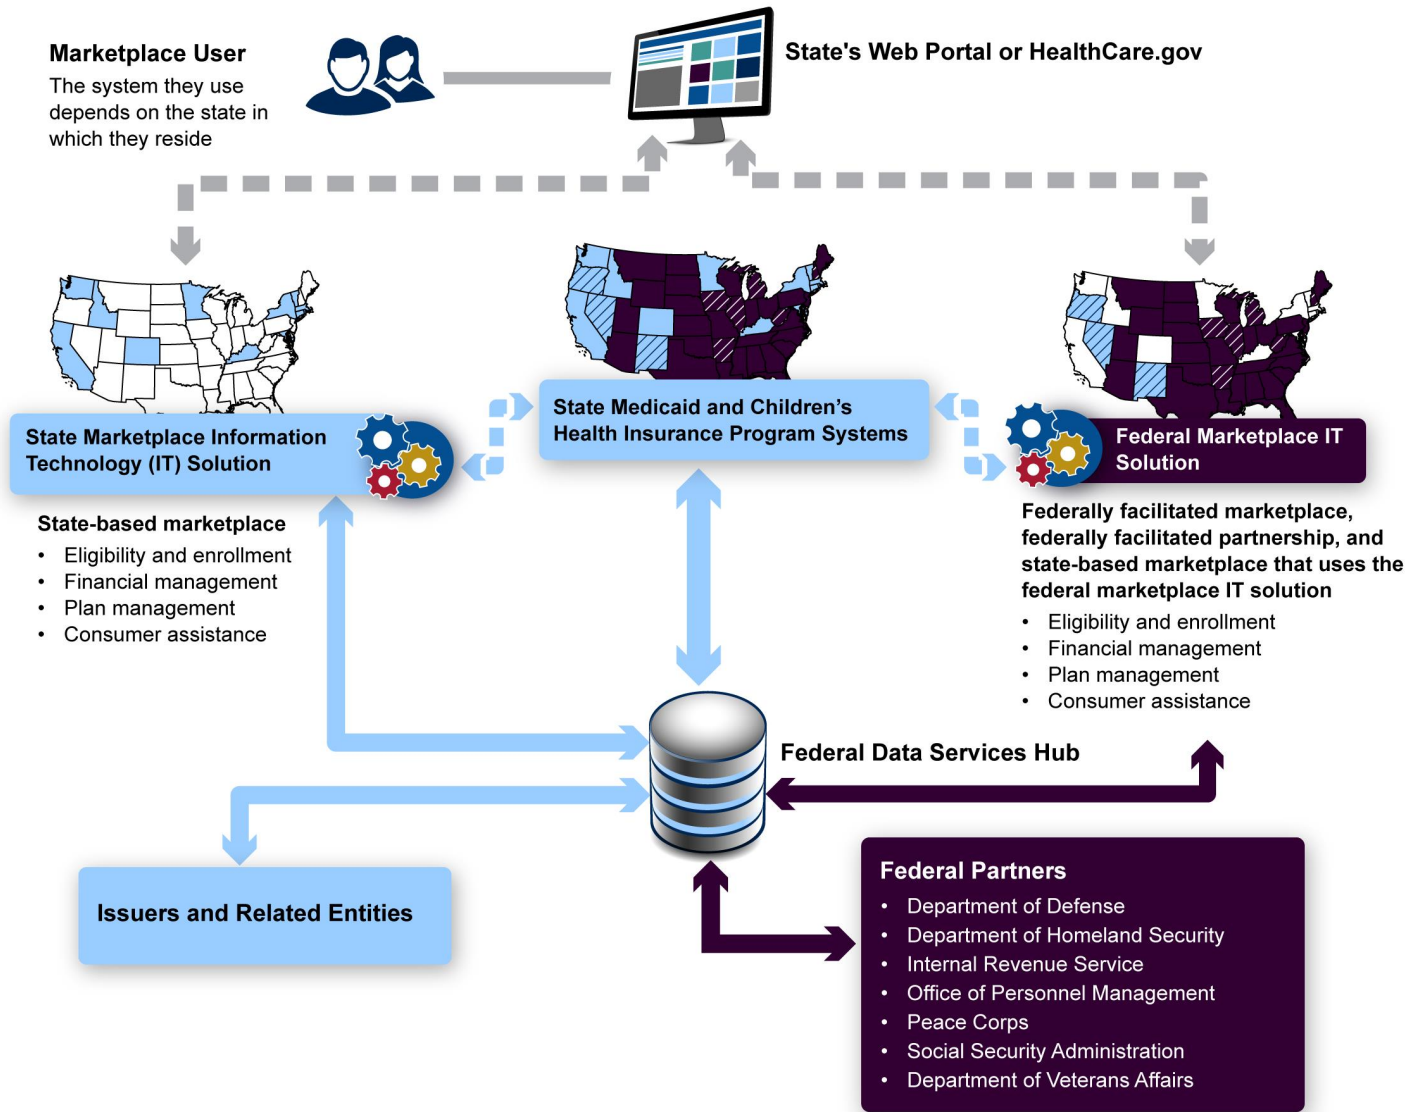 Marketplace User
The system they use
depends on the state in
which they reside
State's Web Portal or HealthCare.gov
State Marketplace Information
Technology (IT) Solution
State Medicaid and Children’s
Health Insurance Program Systems
Federal Marketplace IT
Solution
State-based marketplace
• Eligibility and enrollment
• Financial management
• Plan management
• Consumer assistance
Federally facilitated marketplace,
federally facilitated partnership, and
state-based marketplace that uses the
federal marketplace IT solution
• Eligibility and enrollment
• Financial management
• Plan management
• Consumer assistance
Federal Data Services Hub
Issuers and Related Entities
Federal Partners
• Department of Defense
• Department of Homeland Security
• Internal Revenue Service
• Office of Personnel Management
• Peace Corps
• Social Security Administration
• Department of Veterans Affairs